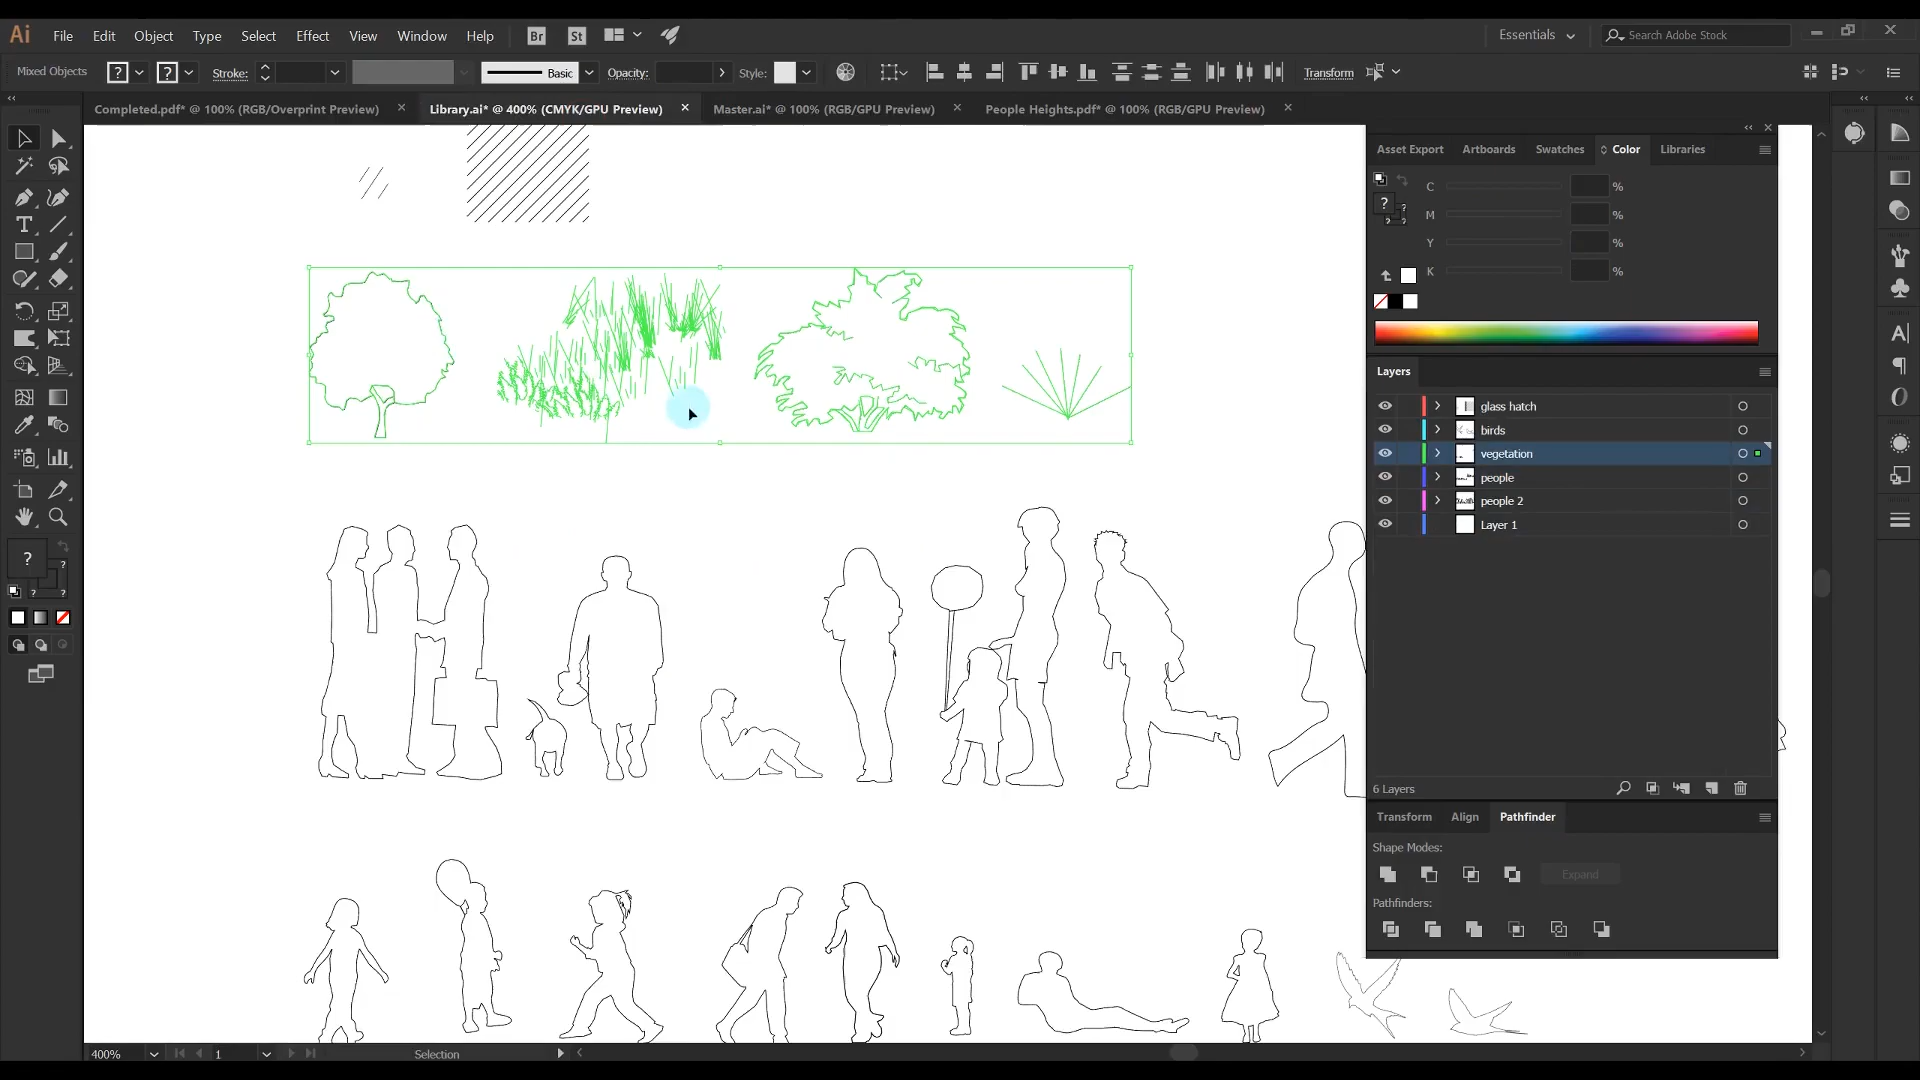 Ai File Edit Object Type Select Effect View Window Help Br St Essentials Search Adobe Stock
Mixed Objects ? ? Stroke: Basic Opacity: Style: Transform
Completed.pdf* @ 100% (RGB/Overprint Preview) Library.ai* @ 400% (CMYK/GPU Preview) Master.ai* @ 100% (RGB/GPU Preview) People Heights.pdf* @ 100% (RGB/GPU Preview)
Asset Export Artboards Swatches Color Libraries
C %
? ?
? ?
M %
Y %
K %
Layers
glass hatch
birds
vegetation
people
people 2
Layer 1
6 Layers
Transform Align Pathfinder
Shape Modes:
Expand
Pathfinders:
? ?
? ?
400% 1 Selection